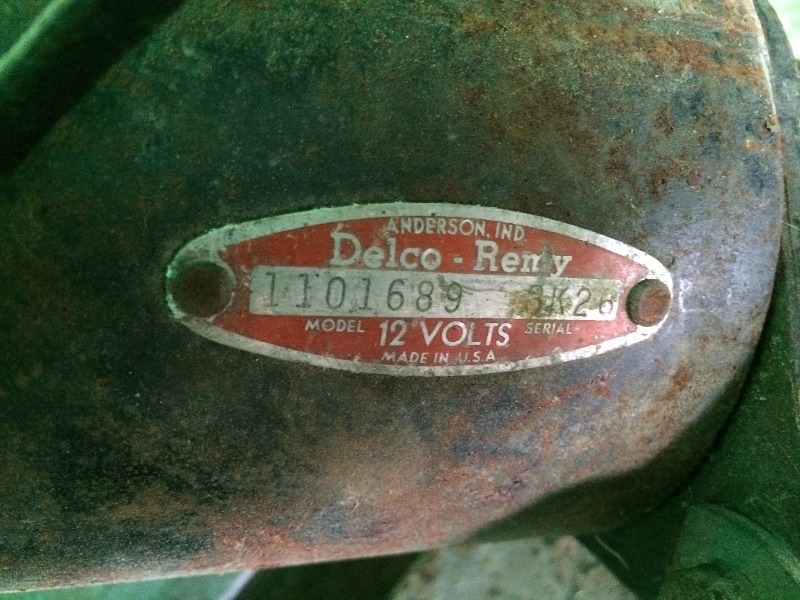 ANDERSON, IND.
Delco - Remy
1101689 3K26
MODEL 12 VOLTS SERIAL
MADE IN U.S.A.